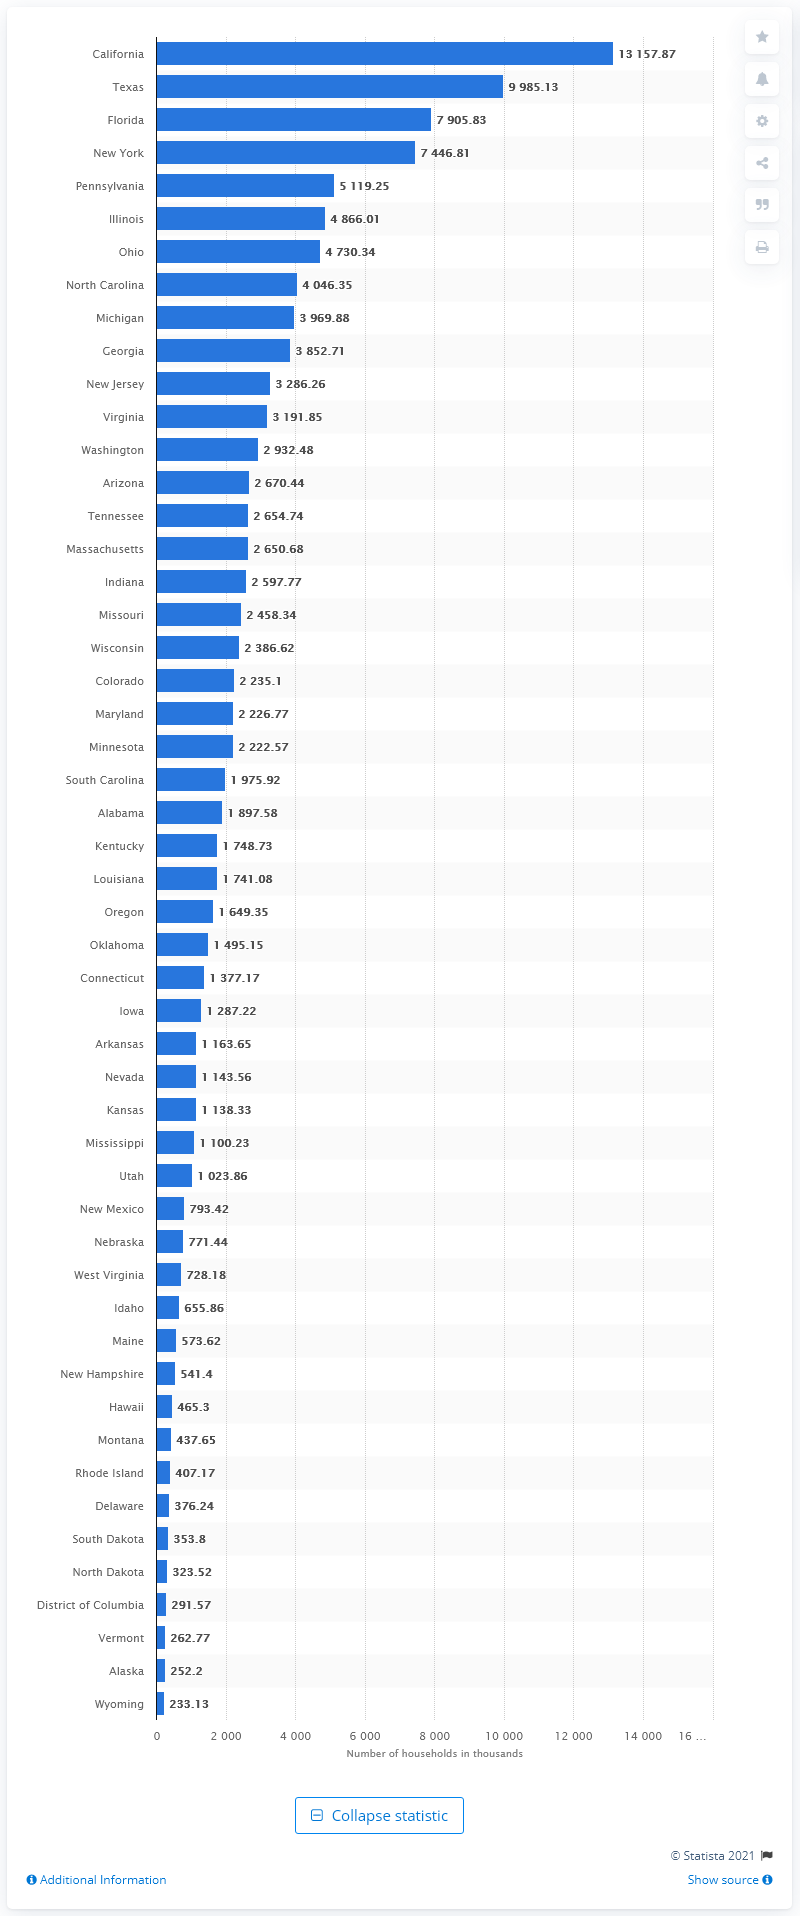 California 13 157.87
Texas 9 985.13
Florida 7 905.83
New York 7 446.81
Pennsylvania 5 119.25
Illinois 4 866.01
Ohio 4 730.34
North Carolina 4 046.35
Michigan 3 969.88
Georgia 3 852.71
New Jersey 3 286.26
Virginia 3 191.85
Washington 2 932.48
Arizona 2 670.44
Tennessee 2 654.74
Massachusetts 2 650.68
Indiana 2 597.77
Missouri 2 458.34
Wisconsin 2 386.62
Colorado 2 235.1
Maryland 2 226.77
Minnesota 2 222.57
South Carolina 1 975.92
Alabama 1 897.58
Kentucky 1 748.73
Louisiana 1 741.08
Oregon 1 649.35
Oklahoma 1 495.15
Connecticut 1 377.17
Iowa 1 287.22
Arkansas 1 163.65
Nevada 1 143.56
Kansas 1 138.33
Mississippi 1 100.23
Utah 1 023.86
New Mexico 793.42
Nebraska 771.44
West Virginia 728.18
Idaho 655.86
Maine 573.62
New Hampshire 541.4
Hawaii 465.3
Montana 437.65
Rhode Island 407.17
Delaware 376.24
South Dakota 353.8
North Dakota 323.52
District of Columbia 291.57
Vermont 262.77
Alaska 252.2
Wyoming 233.13
0 2 000 4 000 6 000 8 000 10 000 12 000 14 000 16 ...
Number of households in thousands
Collapse statistic
© Statista 2021
Additional Information Show source